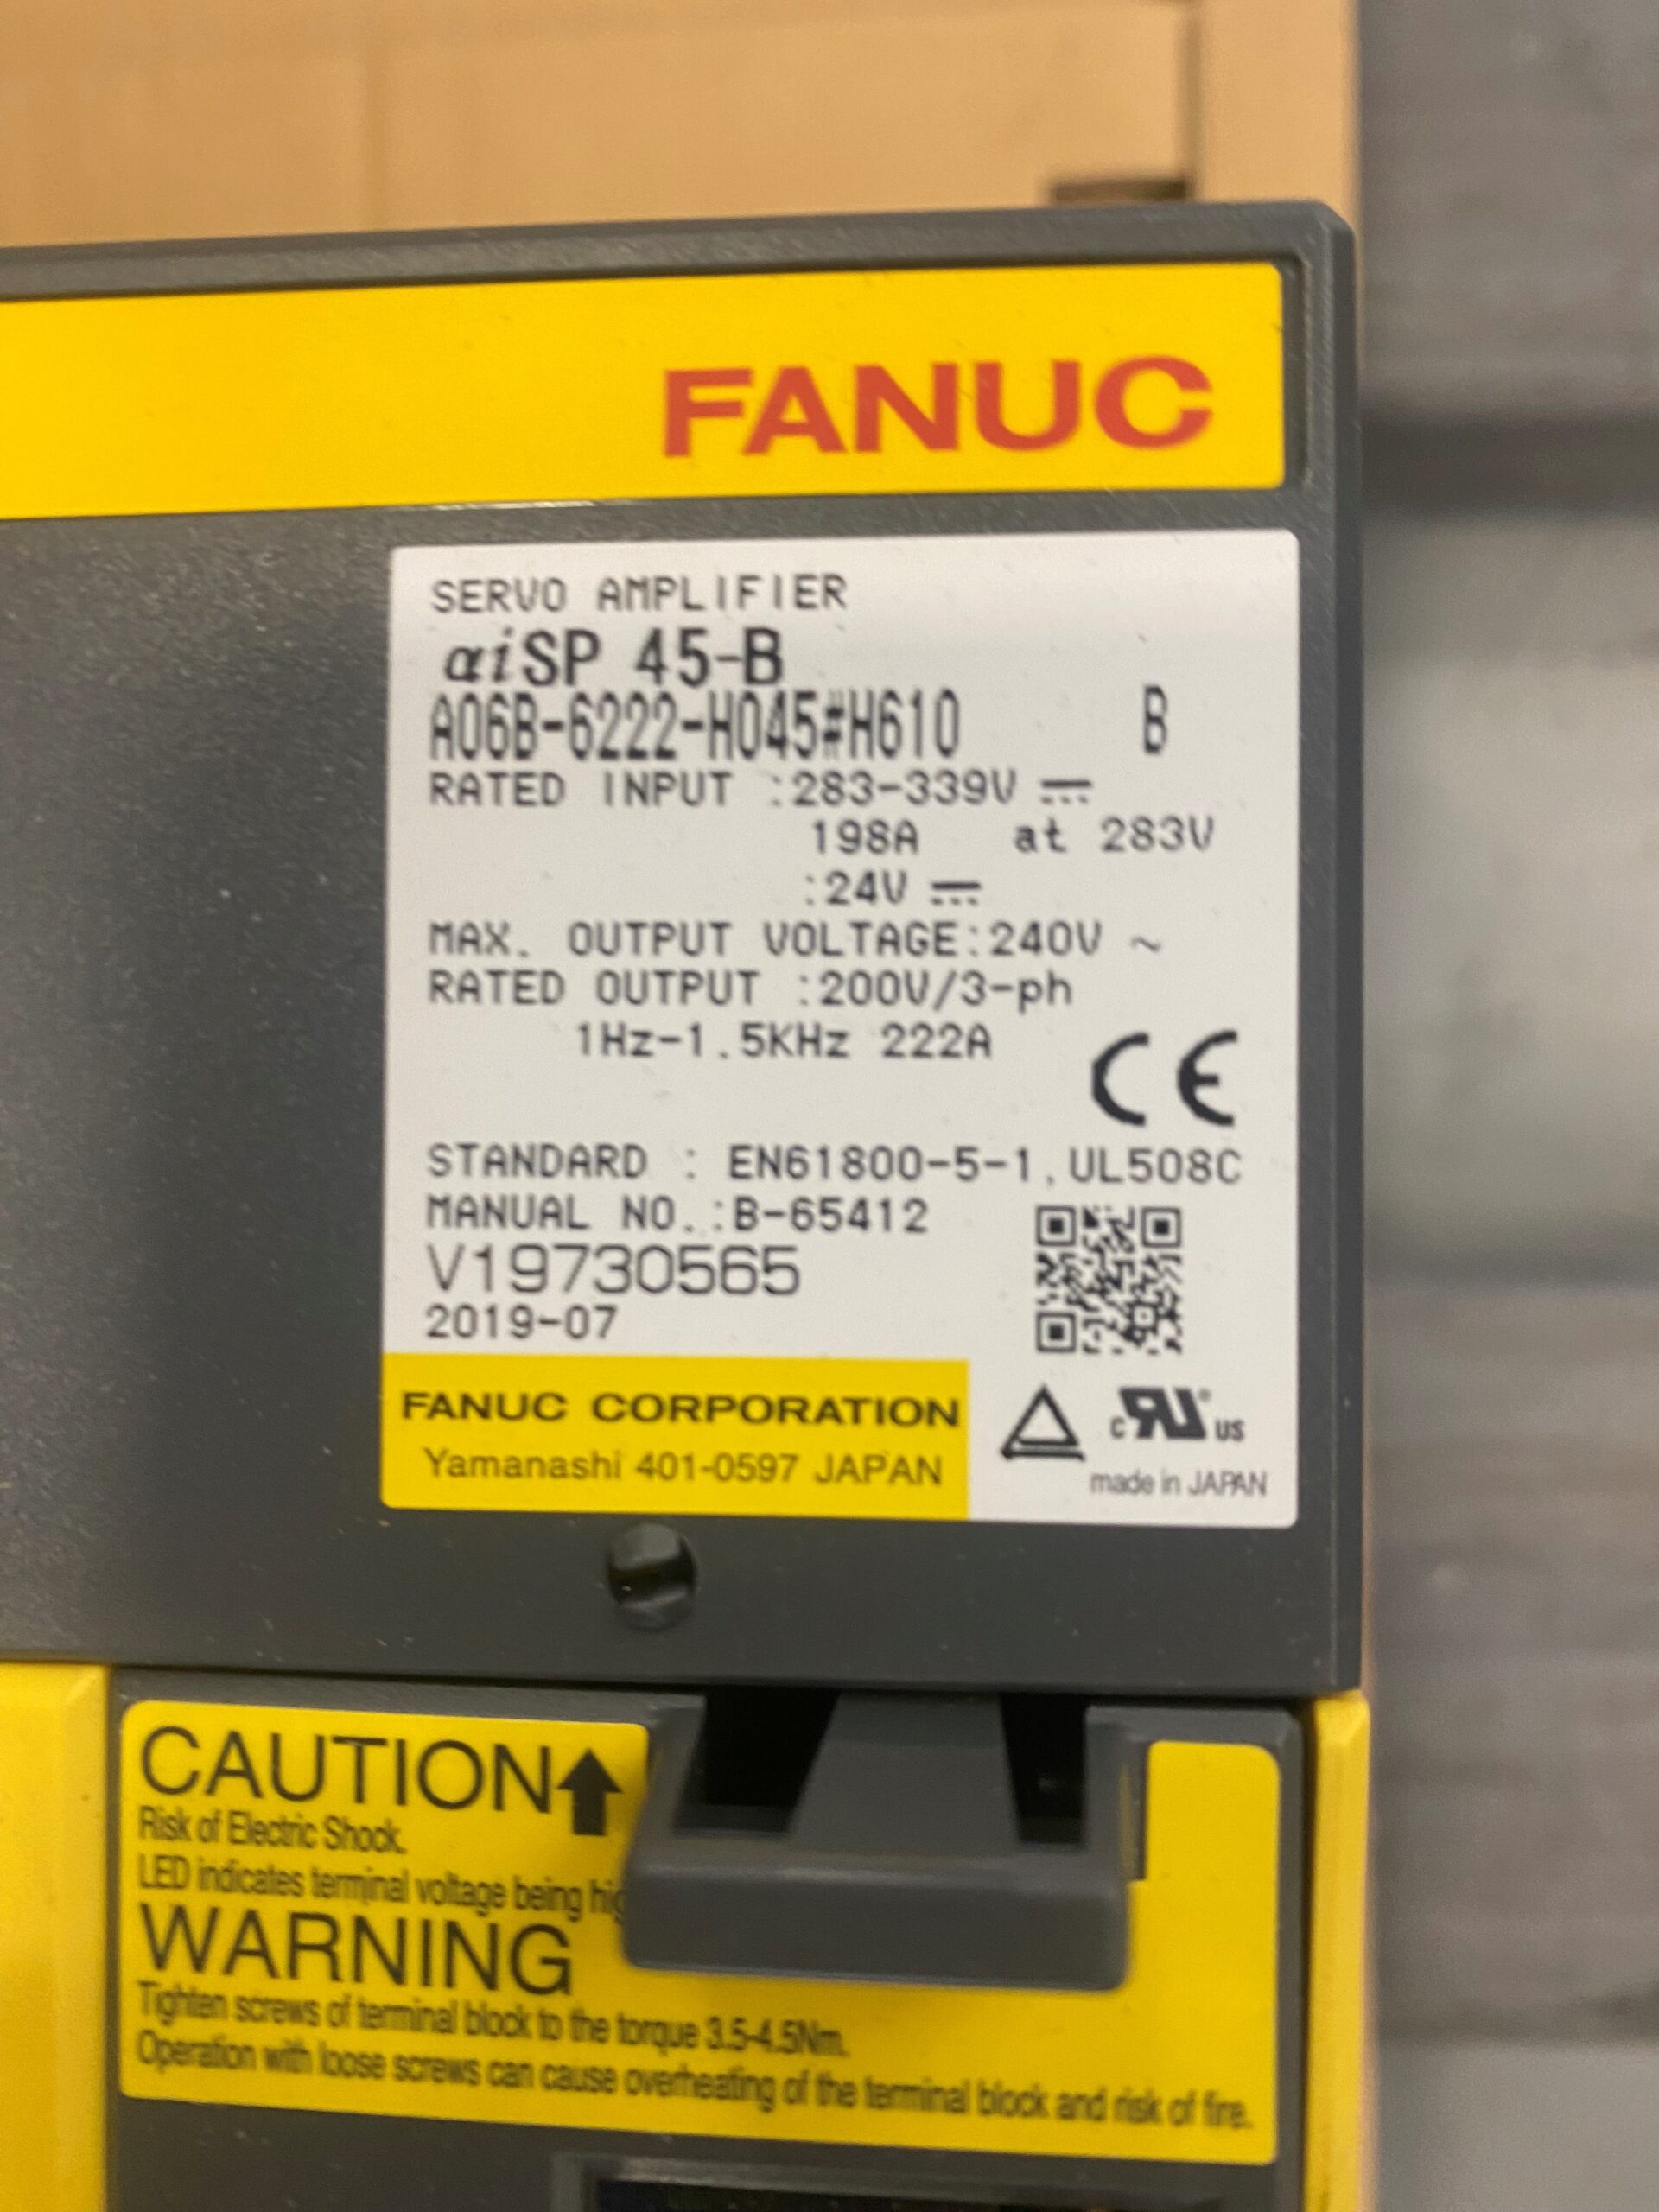 FANUC
SERVO AMPLIFIER
αiSP 45-B
A06B-6222-H045#H610 B
RATED INPUT :283-339V ⎓
198A at 283V
:24V ⎓
MAX. OUTPUT VOLTAGE:240V ~
RATED OUTPUT :200V/3-ph
1Hz-1.5KHz 222A
CE
STANDARD : EN61800-5-1,UL508C
MANUAL NO.:B-65412
V19730565
2019-07
FANUC CORPORATION
Yamanashi 401-0597 JAPAN
c RU ® US
made in JAPAN
CAUTION
Risk of Electric Shock.
LED indicates terminal voltage being
WARNING
Tighten screws of terminal block to the torque 3.5-4.5Nm.
Operation with loose screws can cause overheating of the terminal block and risk of fire.